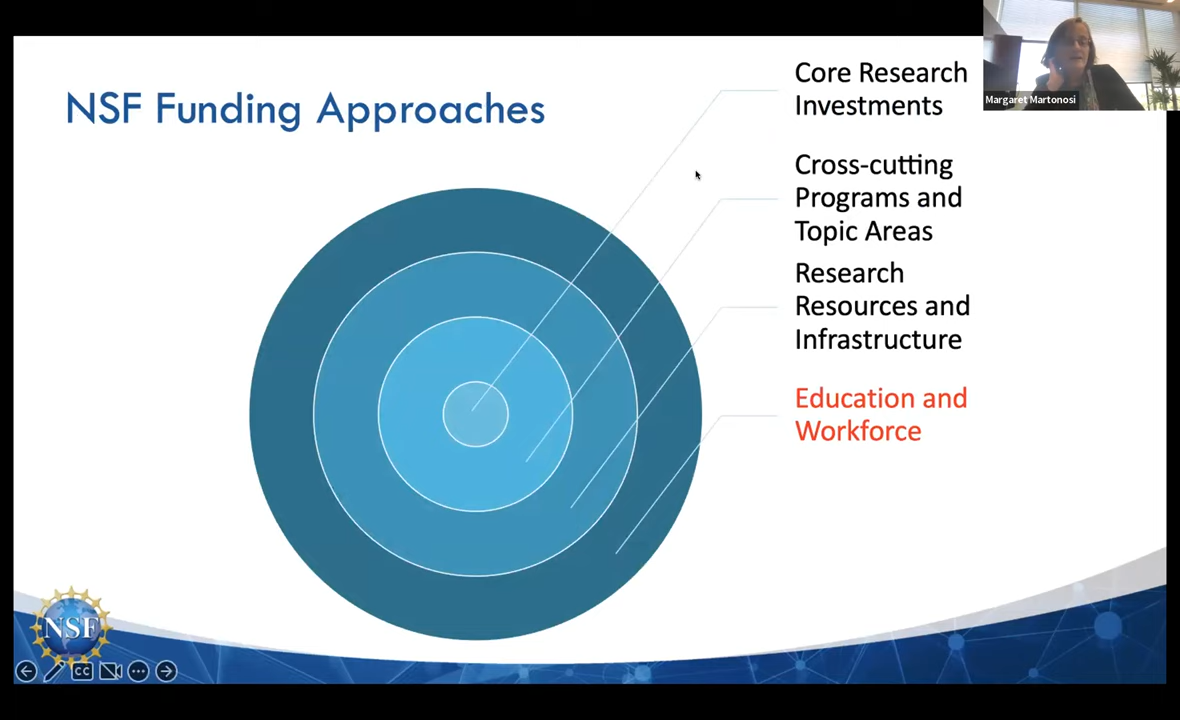 NSF Funding Approaches
Core Research
Investments
Cross-cutting
Programs and
Topic Areas
Research
Resources and
Infrastructure
Education and
Workforce
Margaret Martonosi
NSF
CC